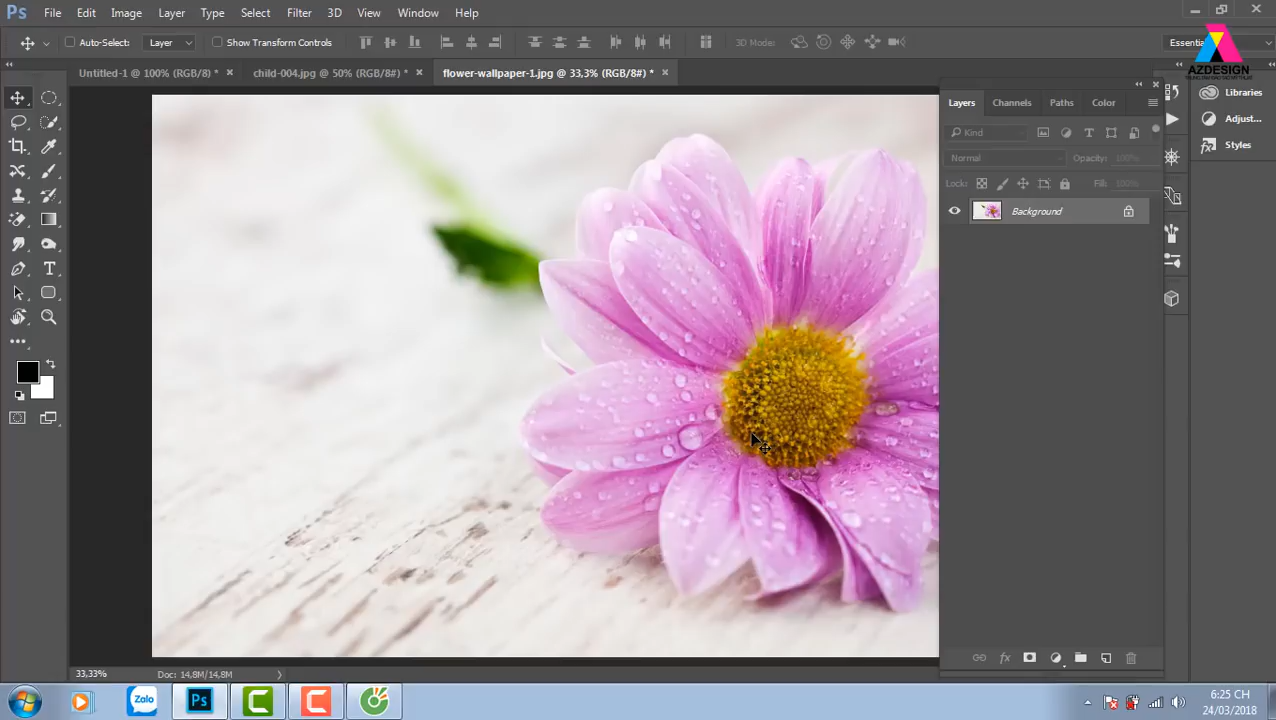 Ps File Edit Image Layer Type Select Filter 3D View Window Help
Auto-Select: Layer Show Transform Controls 3D Mode: Essentia
AZDESIGN
Untitled-1 @ 100% (RGB/8) * × child-004.jpg @ 50% (RGB/8#) * × flower-wallpaper-1.jpg @ 33,3% (RGB/8#) * ×
Layers Channels Paths Color
Libraries
Adjust...
Styles
Kind
Normal Opacity: 100%
Lock: Fill: 100%
Background
33,33% Doc: 14,8M/14,8M
Zalo Ps
6:25 CH
24/03/2018